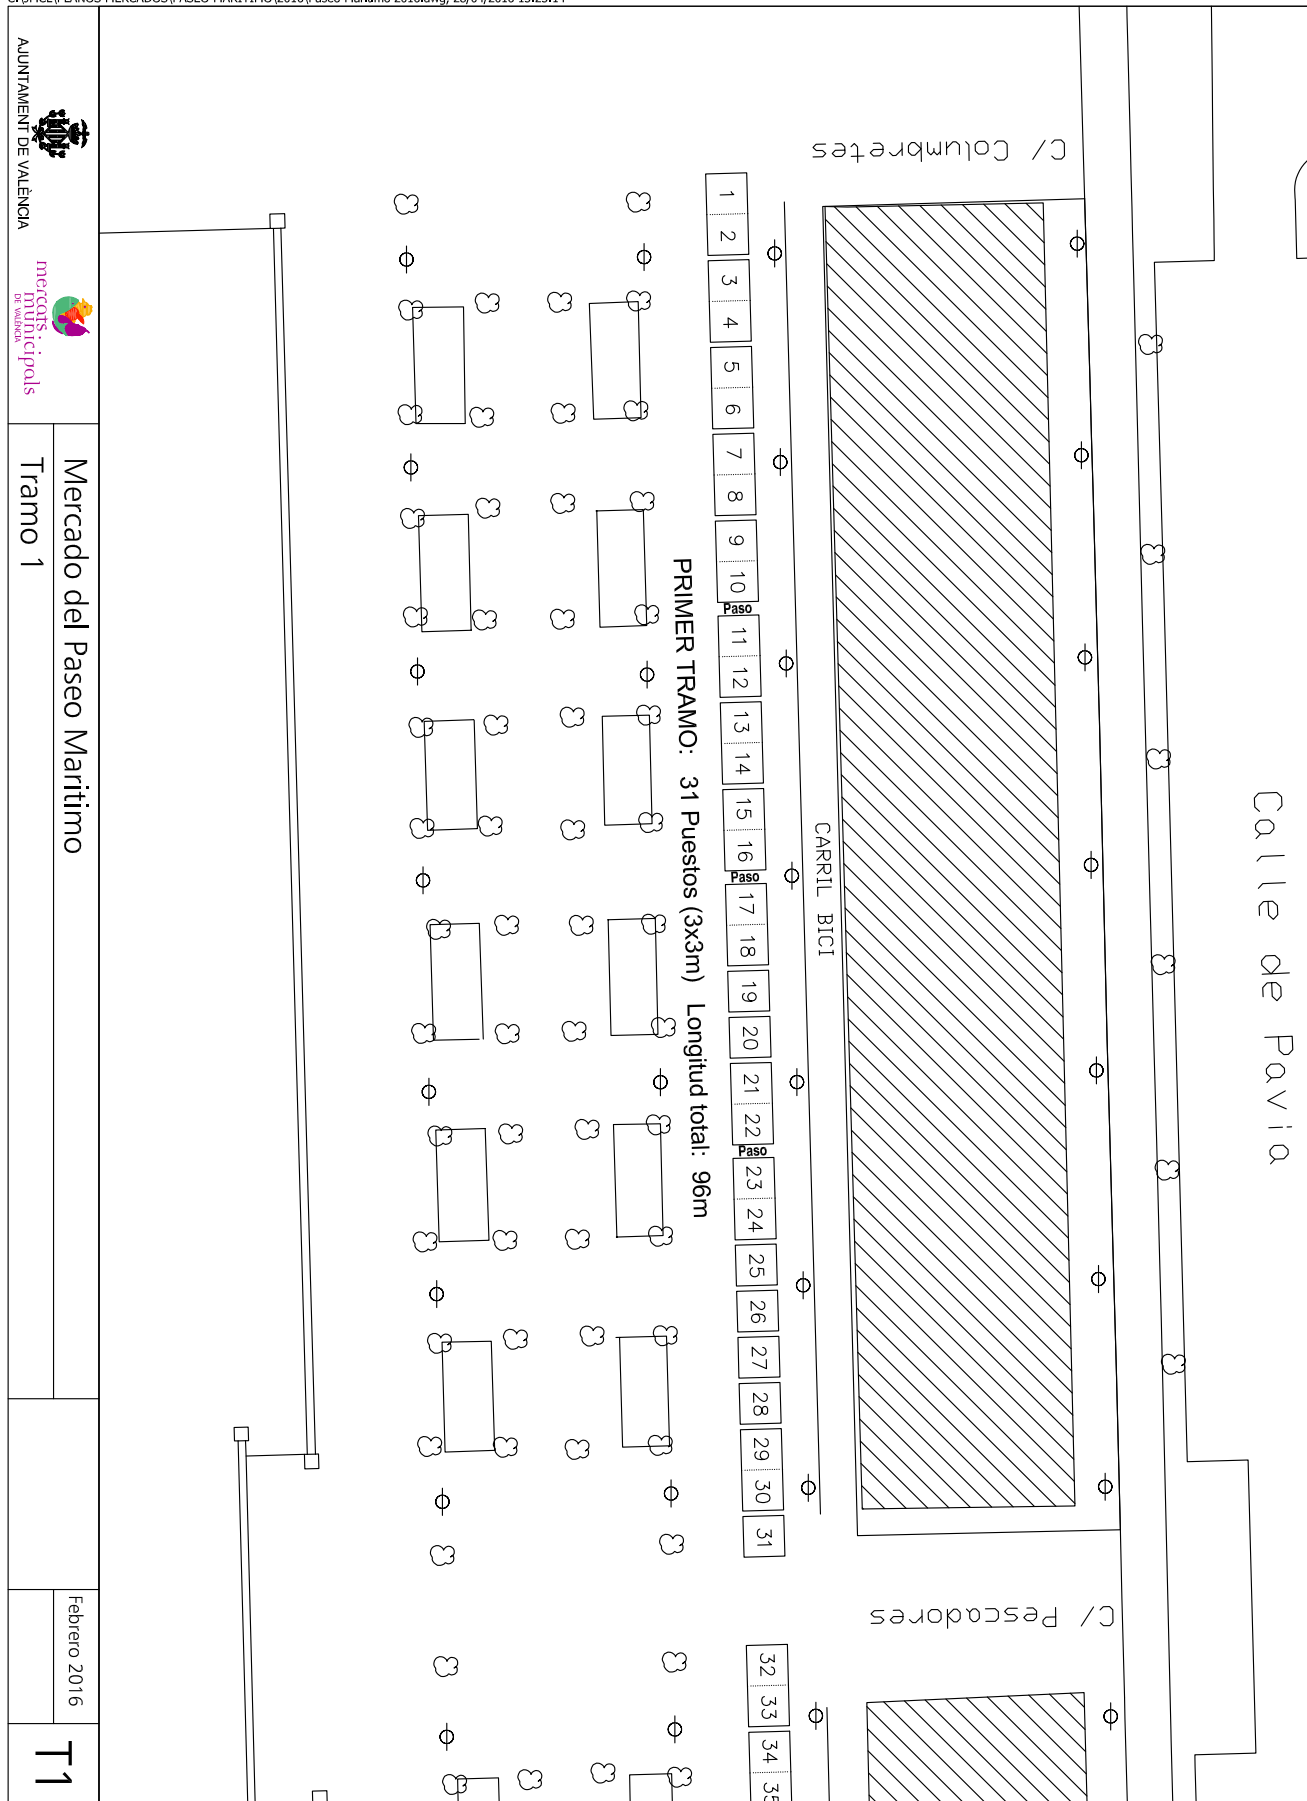 AJUNTAMENT DE VALÈNCIA
mercats
municipals
DE VALÈNCIA
Mercado del Paseo Maritimo
Tramo 1
Febrero 2016
T1
C/ Columbretes
1
2
3
4
5
6
7
8
9
10
Paso
11
12
13
14
15
16
Paso
17
18
19
20
21
22
Paso
23
24
25
26
27
28
29
30
31
PRIMER TRAMO: 31 Puestos (3x3m) Longitud total: 96m
CARRIL BICI
Calle de Pavia
C/ Pescadores
32
33
34
35